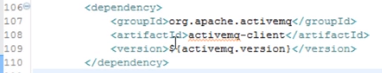 106 <dependency>
107 <groupId>org.apache.activemq</groupId>
108 <artifactId>activemq-client</artifactId>
109 <version>${activemq.version}</version>
110 </dependency>